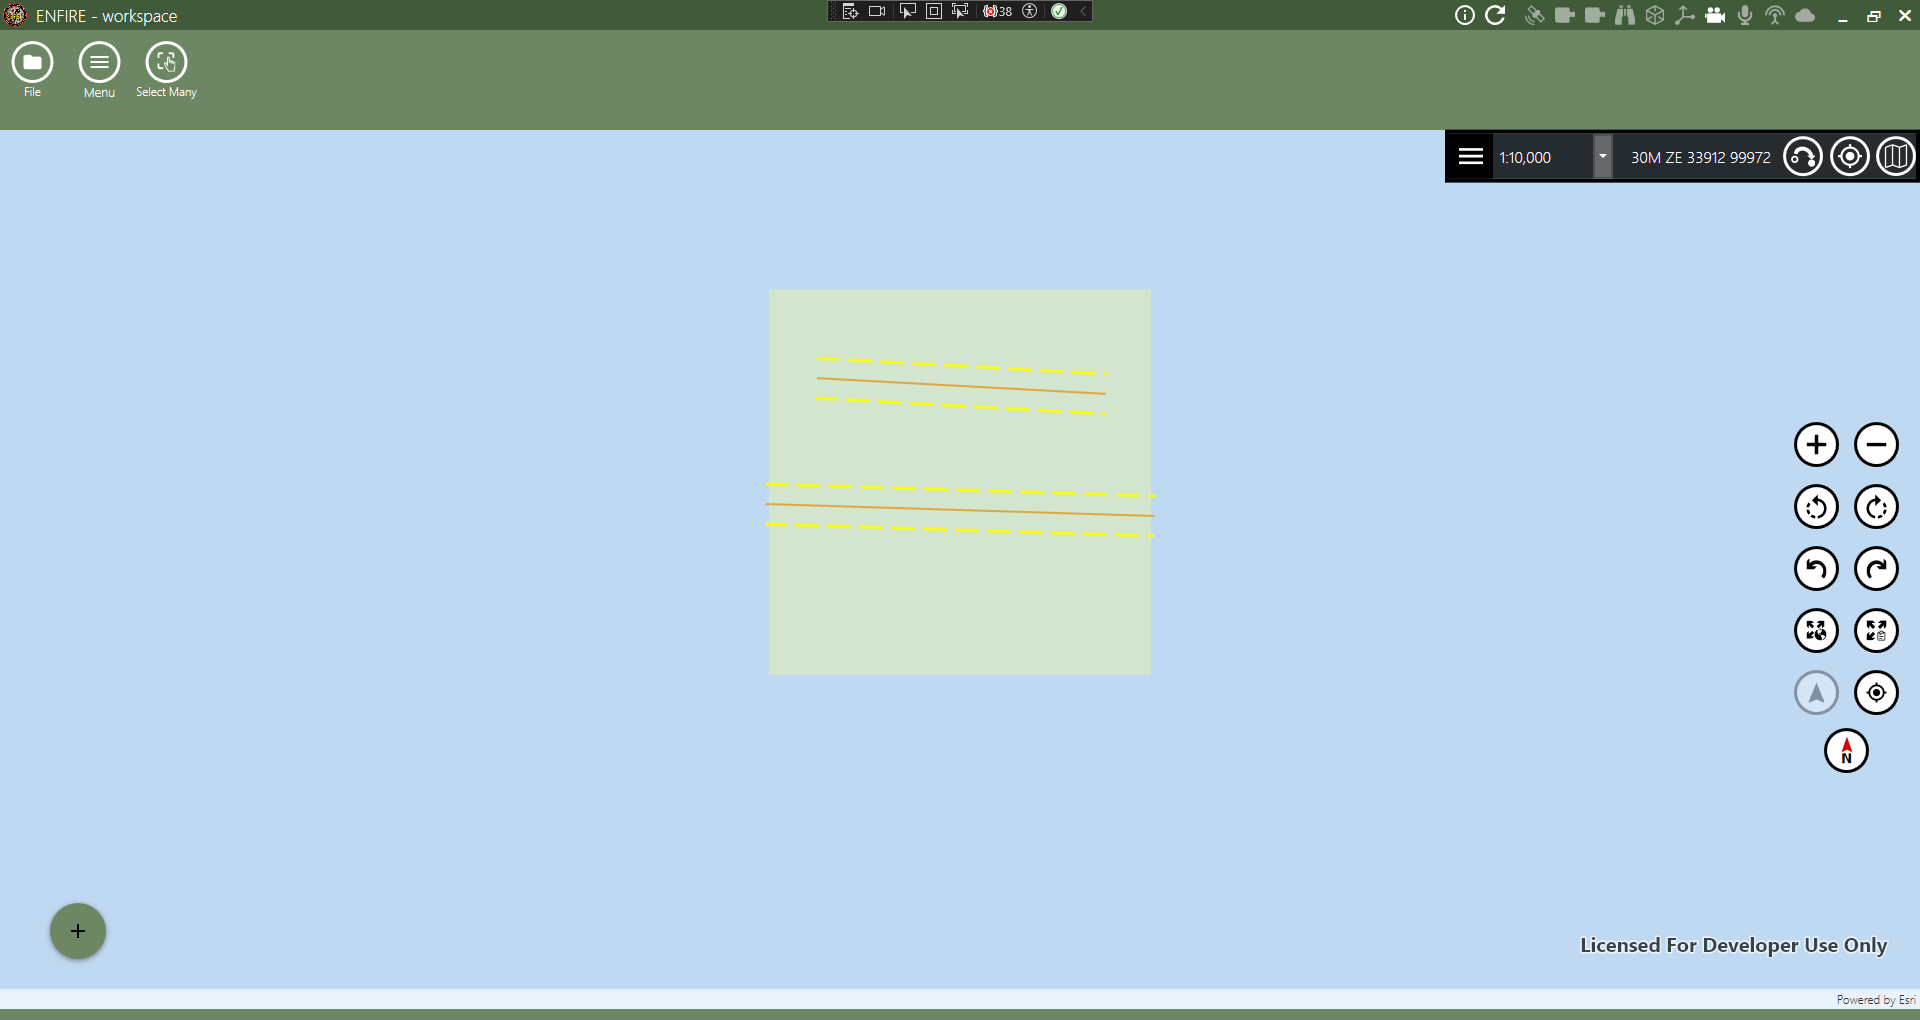 ENFIRE - workspace
38
File
Menu
Select Many
1:10,000
30M ZE 33912 99972
N
Licensed For Developer Use Only
Powered by Esri